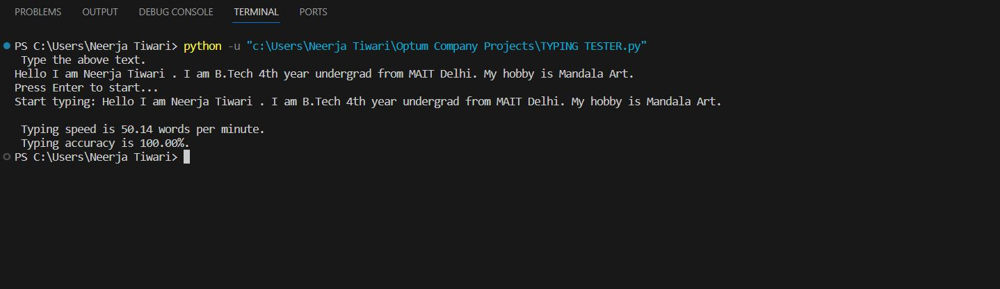 PROBLEMS OUTPUT DEBUG CONSOLE TERMINAL PORTS
PS C:\Users\Neerja Tiwari> python -u "c:\Users\Neerja Tiwari\Optum Company Projects\TYPING TESTER.py"
Type the above text.
Hello I am Neerja Tiwari . I am B.Tech 4th year undergrad from MAIT Delhi. My hobby is Mandala Art.
Press Enter to start...
Start typing: Hello I am Neerja Tiwari . I am B.Tech 4th year undergrad from MAIT Delhi. My hobby is Mandala Art.
Typing speed is 50.14 words per minute.
Typing accuracy is 100.00%.
PS C:\Users\Neerja Tiwari>